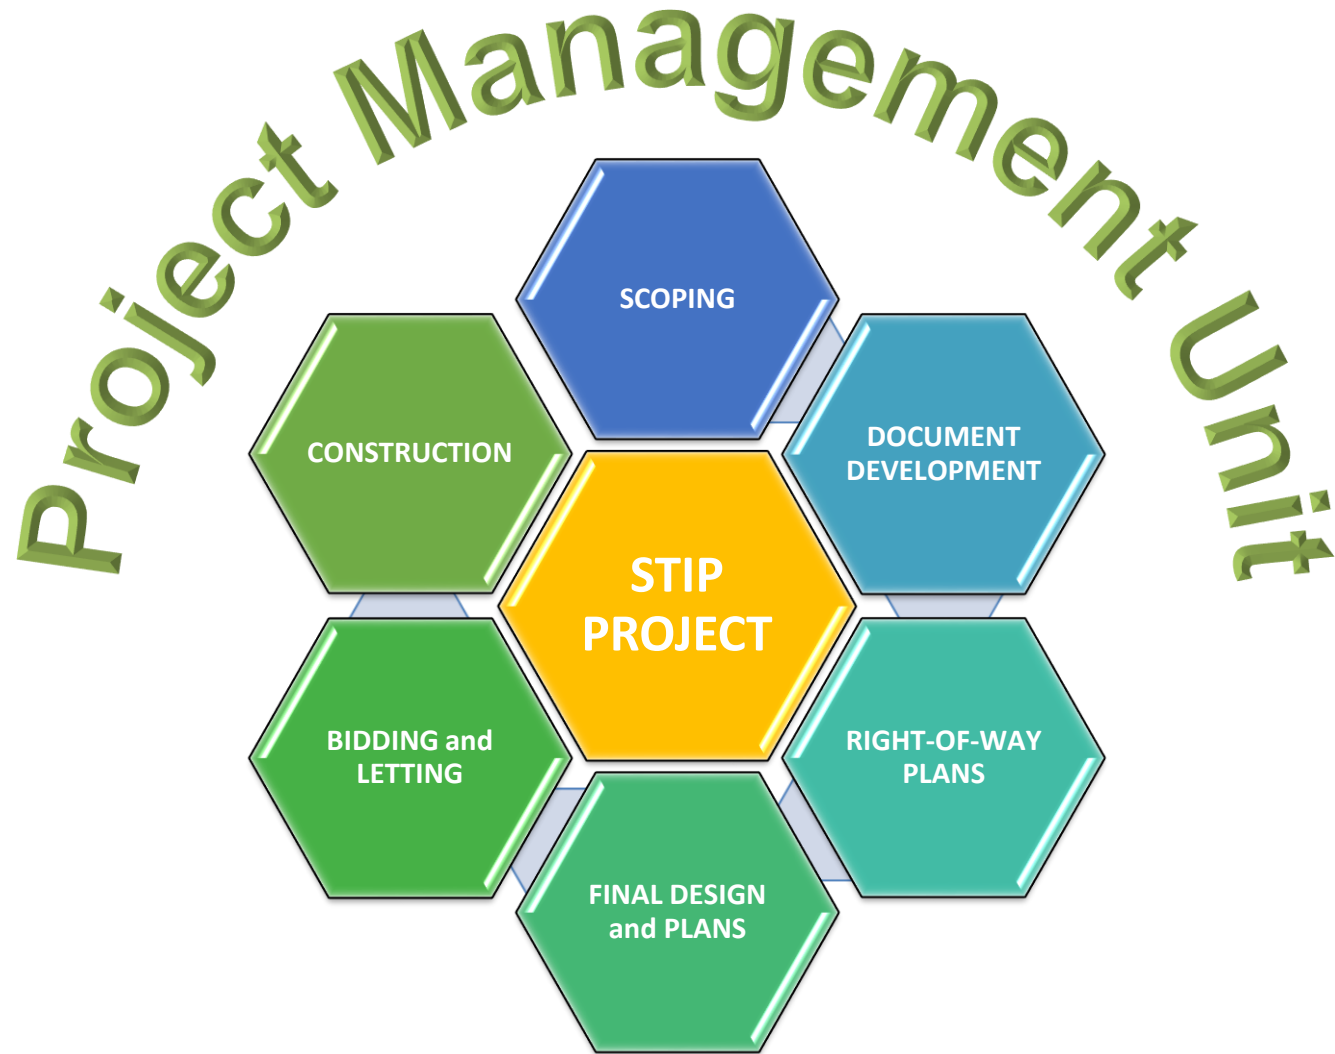 Project Management Unit
SCOPING
DOCUMENT
DEVELOPMENT
RIGHT-OF-WAY
PLANS
FINAL DESIGN
and PLANS
BIDDING and
LETTING
CONSTRUCTION
STIP
PROJECT